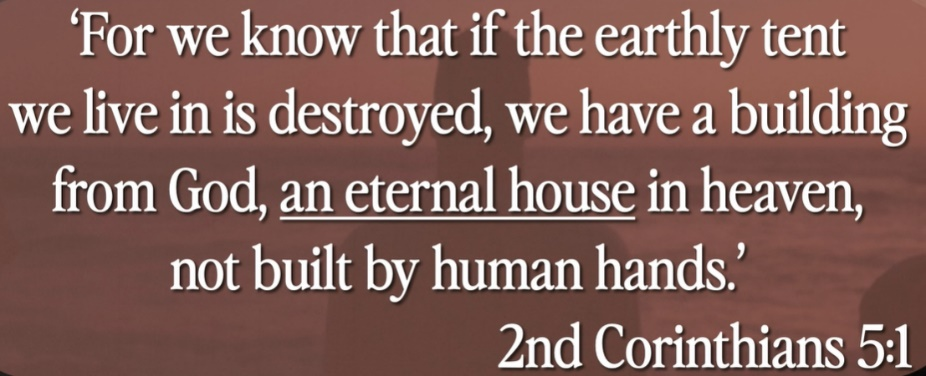 ‘For we know that if the earthly tent
we live in is destroyed, we have a building
from God, an eternal house in heaven,
not built by human hands.’
2nd Corinthians 5:1